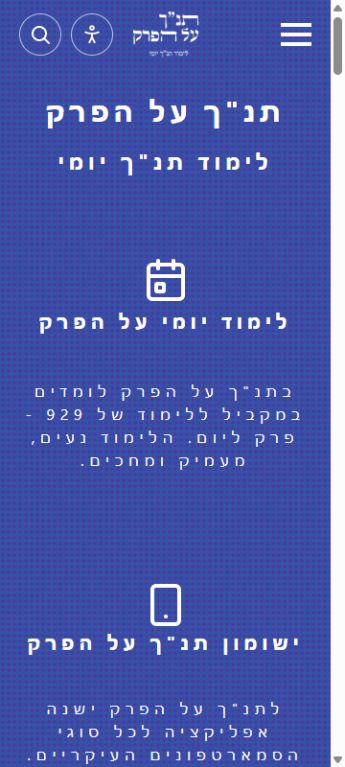 תנ"ך
על הפרק
לימוד תנ"ך יומי
תנ"ך על הפרק
לימוד תנ"ך יומי
לימוד יומי על הפרק
בתנ"ך על הפרק לומדים
במקביל ללימוד של 929 -
פרק ליום. הלימוד נעים,
מעמיק ומחכים.
ישומון תנ"ך על הפרק
לתנ"ך על הפרק ישנה
אפליקציה לכל סוגי
הסמארטפונים העיקריים.